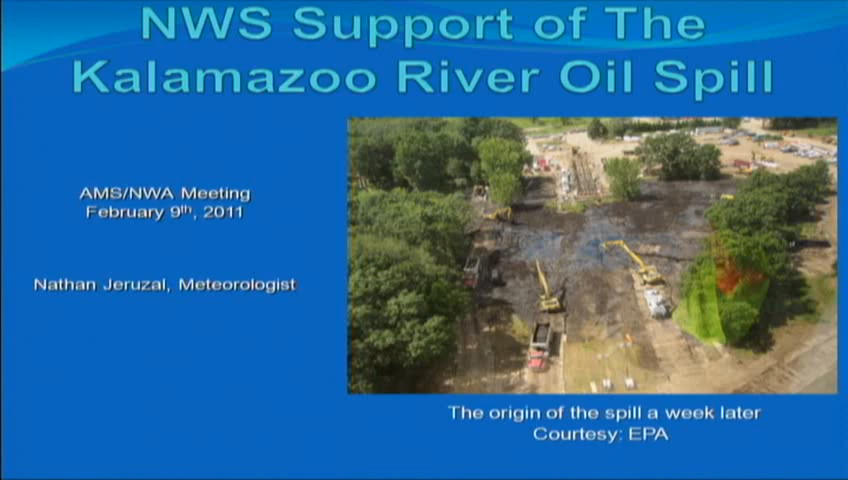 NWS Support of The
Kalamazoo River Oil Spill
AMS/NWA Meeting
February 9th, 2011
Nathan Jeruzal, Meteorologist
The origin of the spill a week later
Courtesy: EPA